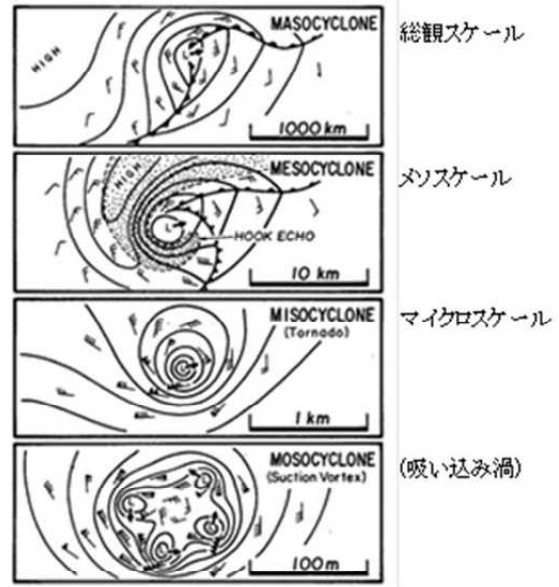 MASOCYCLONE
総観スケール
HIGH
1000 km
MESOCYCLONE
メソスケール
HIGH
L
HOOK ECHO
10 km
MISOCYCLONE
マイクロスケール
(Tornado)
1 km
MOSOCYCLONE
(吸い込み渦)
(Suction Vortex)
100 m